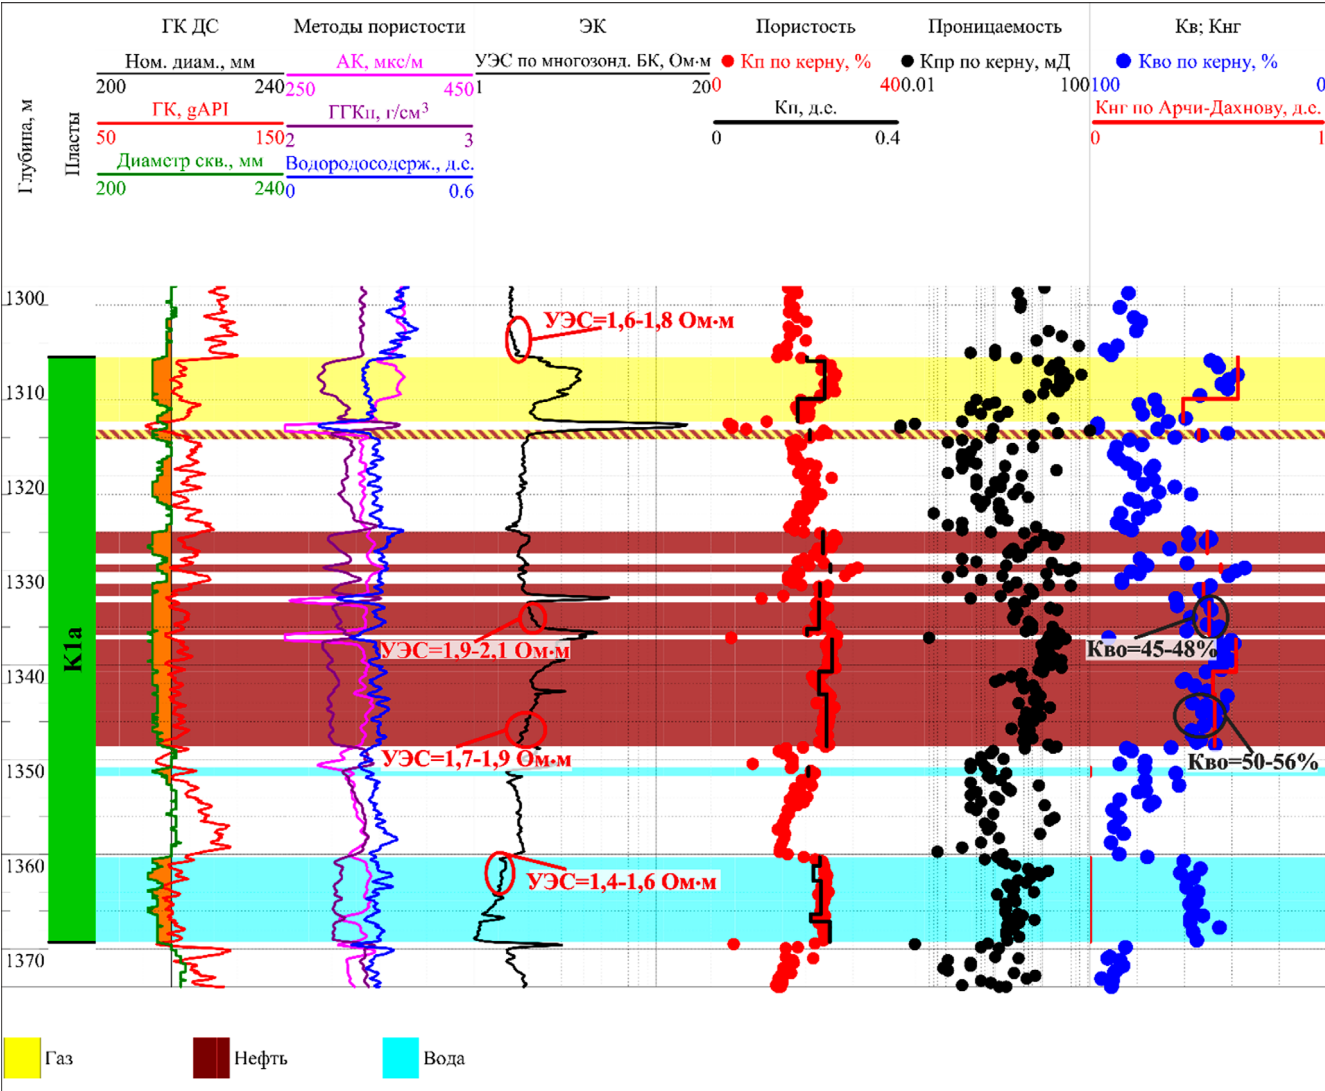 ГК ДС Методы пористости ЭК Пористость Проницаемость Кв; Кнг
Ном. диам., мм АК, мкс/м УЭС по многозонд. БК, Ом·м Кп по керну, % Кпр по керну, мД Кво по керну, %
200 240 250 450 1 20 0 40 0.01 100 100 0
ГК, gAPI ГГКп, г/см³ Кп, д.е. Кнг по Арчи-Дахнову, д.е.
50 150 2 3 0 0.4 0 1
Диаметр скв., мм Водородосодерж., д.е.
200 240 0 0.6
Глубина, м
Пласты
1300
УЭС=1,6-1,8 Ом·м
1310
1320
1330
УЭС=1,9-2,1 Ом·м
Кво=45-48%
К1а
1340
УЭС=1,7-1,9 Ом·м
Кво=50-56%
1350
1360
УЭС=1,4-1,6 Ом·м
1370
Газ Нефть Вода